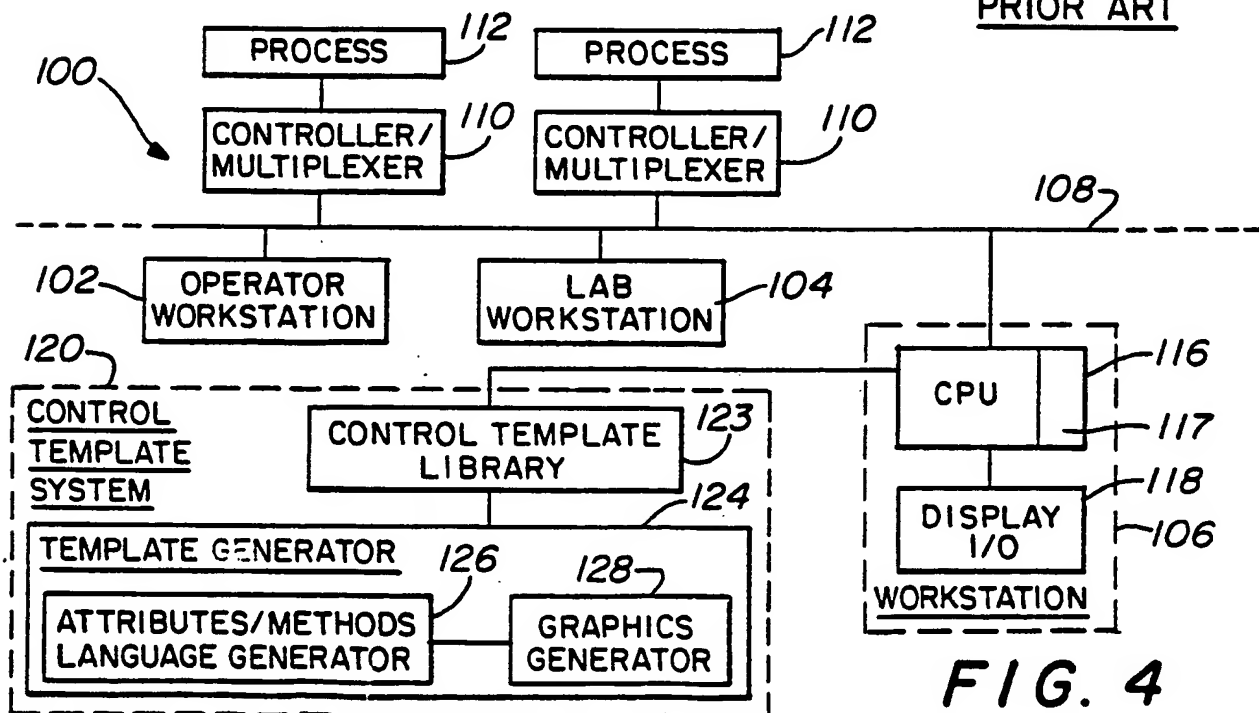 PRIOR ART
100
PROCESS
112
PROCESS
112
CONTROLLER/
MULTIPLEXER
110
CONTROLLER/
MULTIPLEXER
110
108
102
OPERATOR
WORKSTATION
LAB
WORKSTATION
104
120
CONTROL
TEMPLATE
SYSTEM
CONTROL TEMPLATE
LIBRARY
123
124
TEMPLATE GENERATOR
126
ATTRIBUTES/METHODS
LANGUAGE GENERATOR
128
GRAPHICS
GENERATOR
CPU
116
117
DISPLAY
I/O
118
106
WORKSTATION
FIG. 4